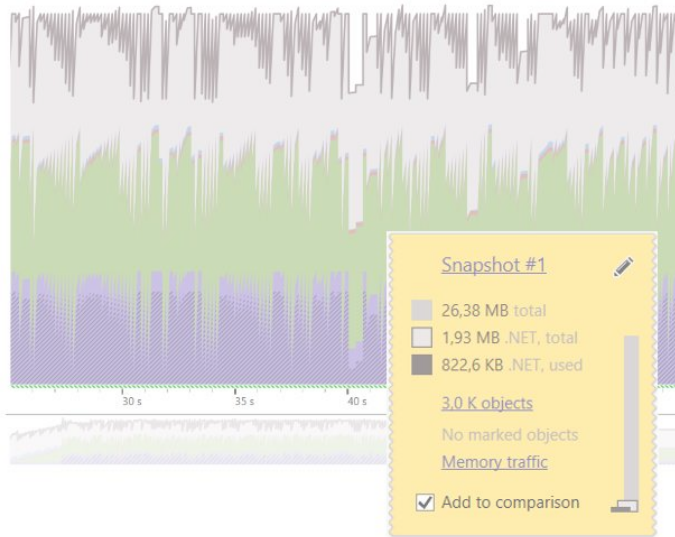 Snapshot #1
26,38 MB total
1,93 MB .NET, total
822,6 KB .NET, used
30 s
35 s
40 s
3,0 K objects
No marked objects
Memory traffic
Add to comparison